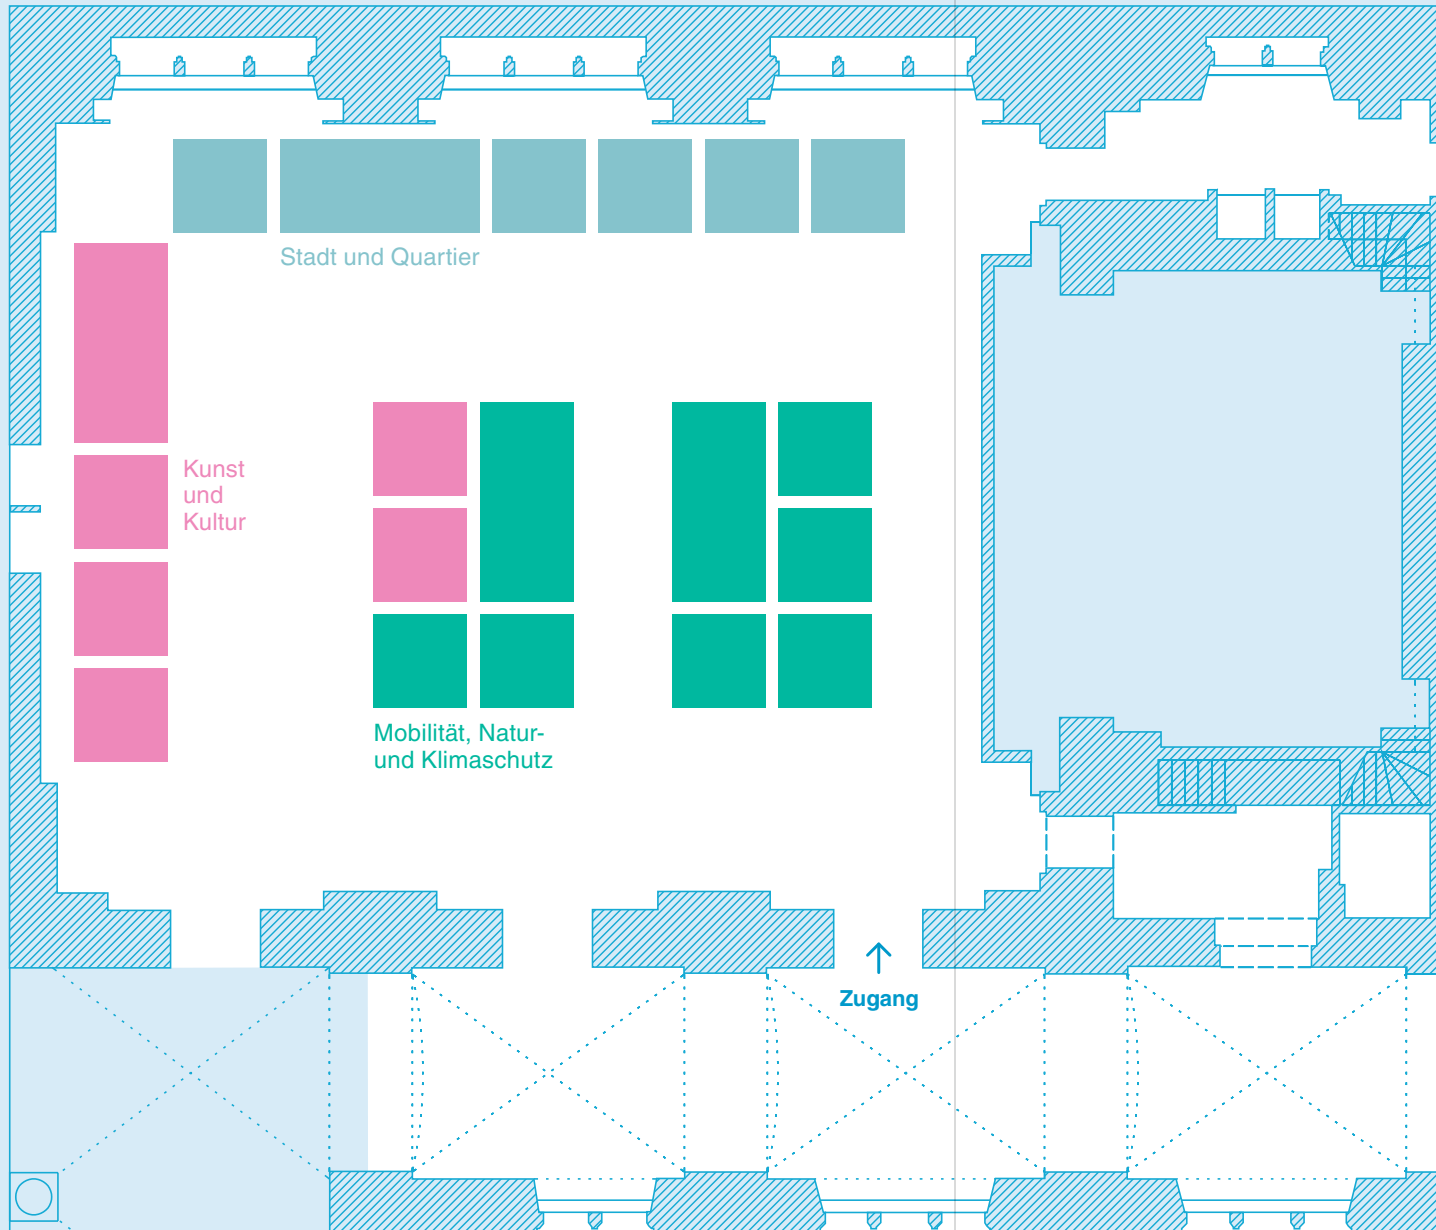 Stadt und Quartier
Kunst
und
Kultur
Mobilität, Natur-
und Klimaschutz
Zugang